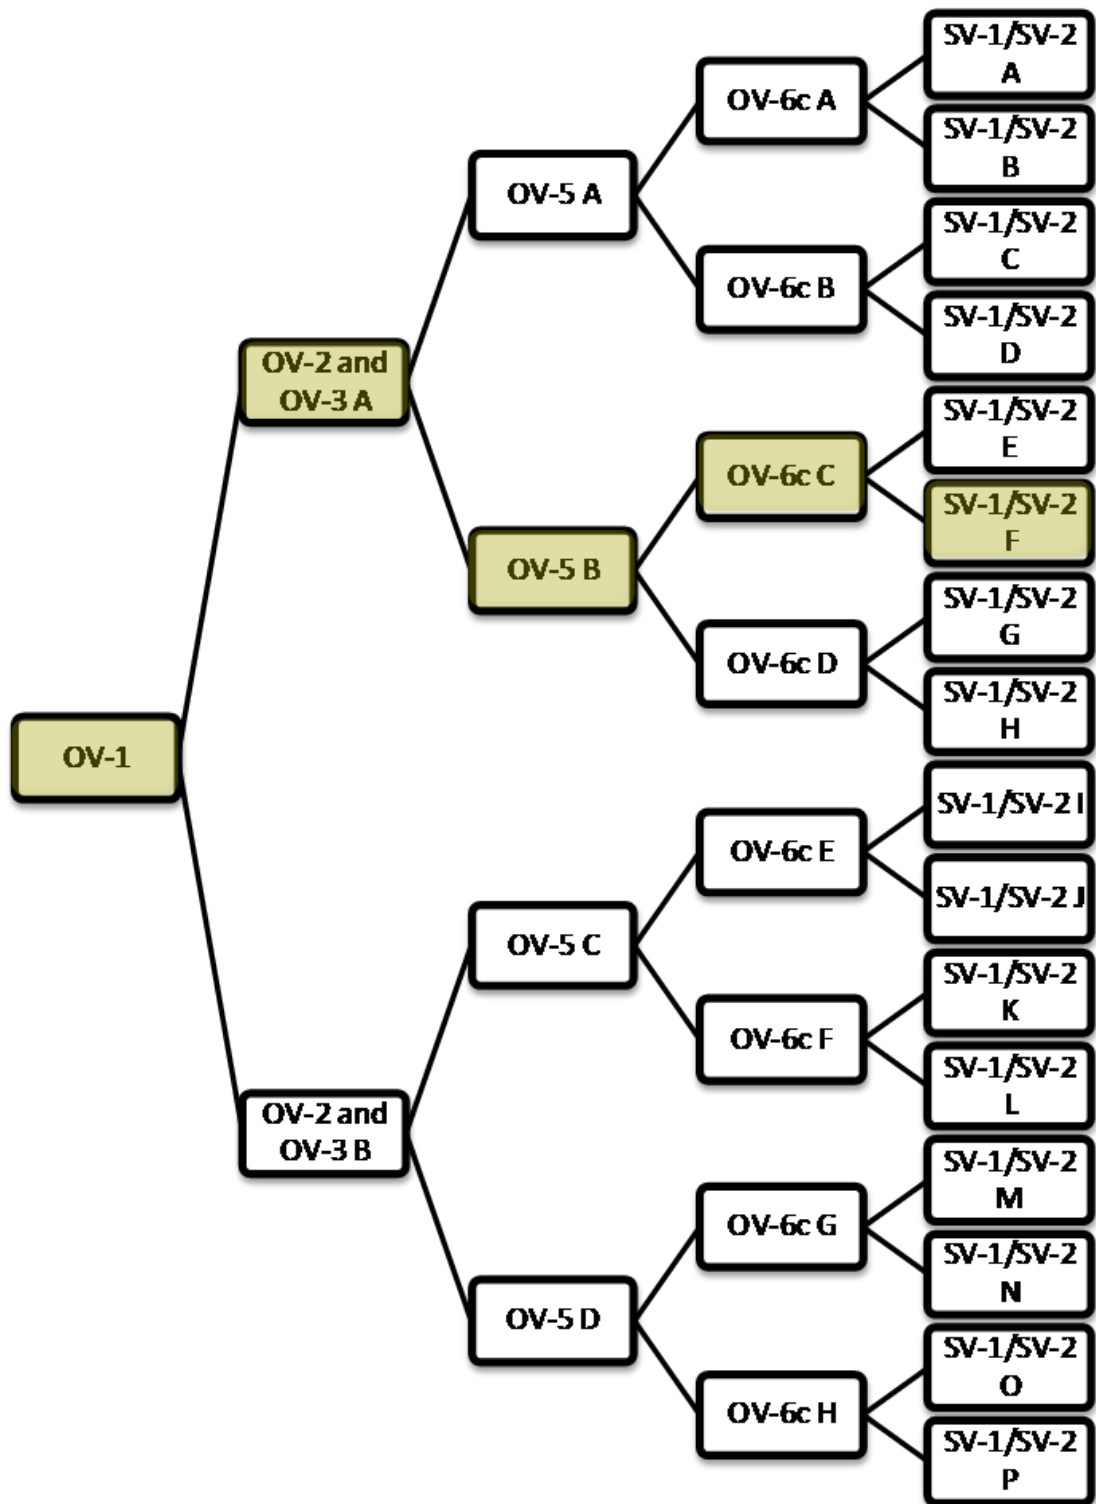 SV-1/SV-2
A
OV-6c A
SV-1/SV-2
B
OV-5 A
SV-1/SV-2
C
OV-6c B
SV-1/SV-2
D
OV-2 and
OV-3 A
SV-1/SV-2
E
OV-6c C
SV-1/SV-2
F
OV-5 B
SV-1/SV-2
G
OV-6c D
SV-1/SV-2
H
OV-1
SV-1/SV-2 I
OV-6c E
SV-1/SV-2 J
OV-5 C
SV-1/SV-2
K
OV-6c F
SV-1/SV-2
L
OV-2 and
OV-3 B
SV-1/SV-2
M
OV-6c G
SV-1/SV-2
N
OV-5 D
SV-1/SV-2
O
OV-6c H
SV-1/SV-2
P